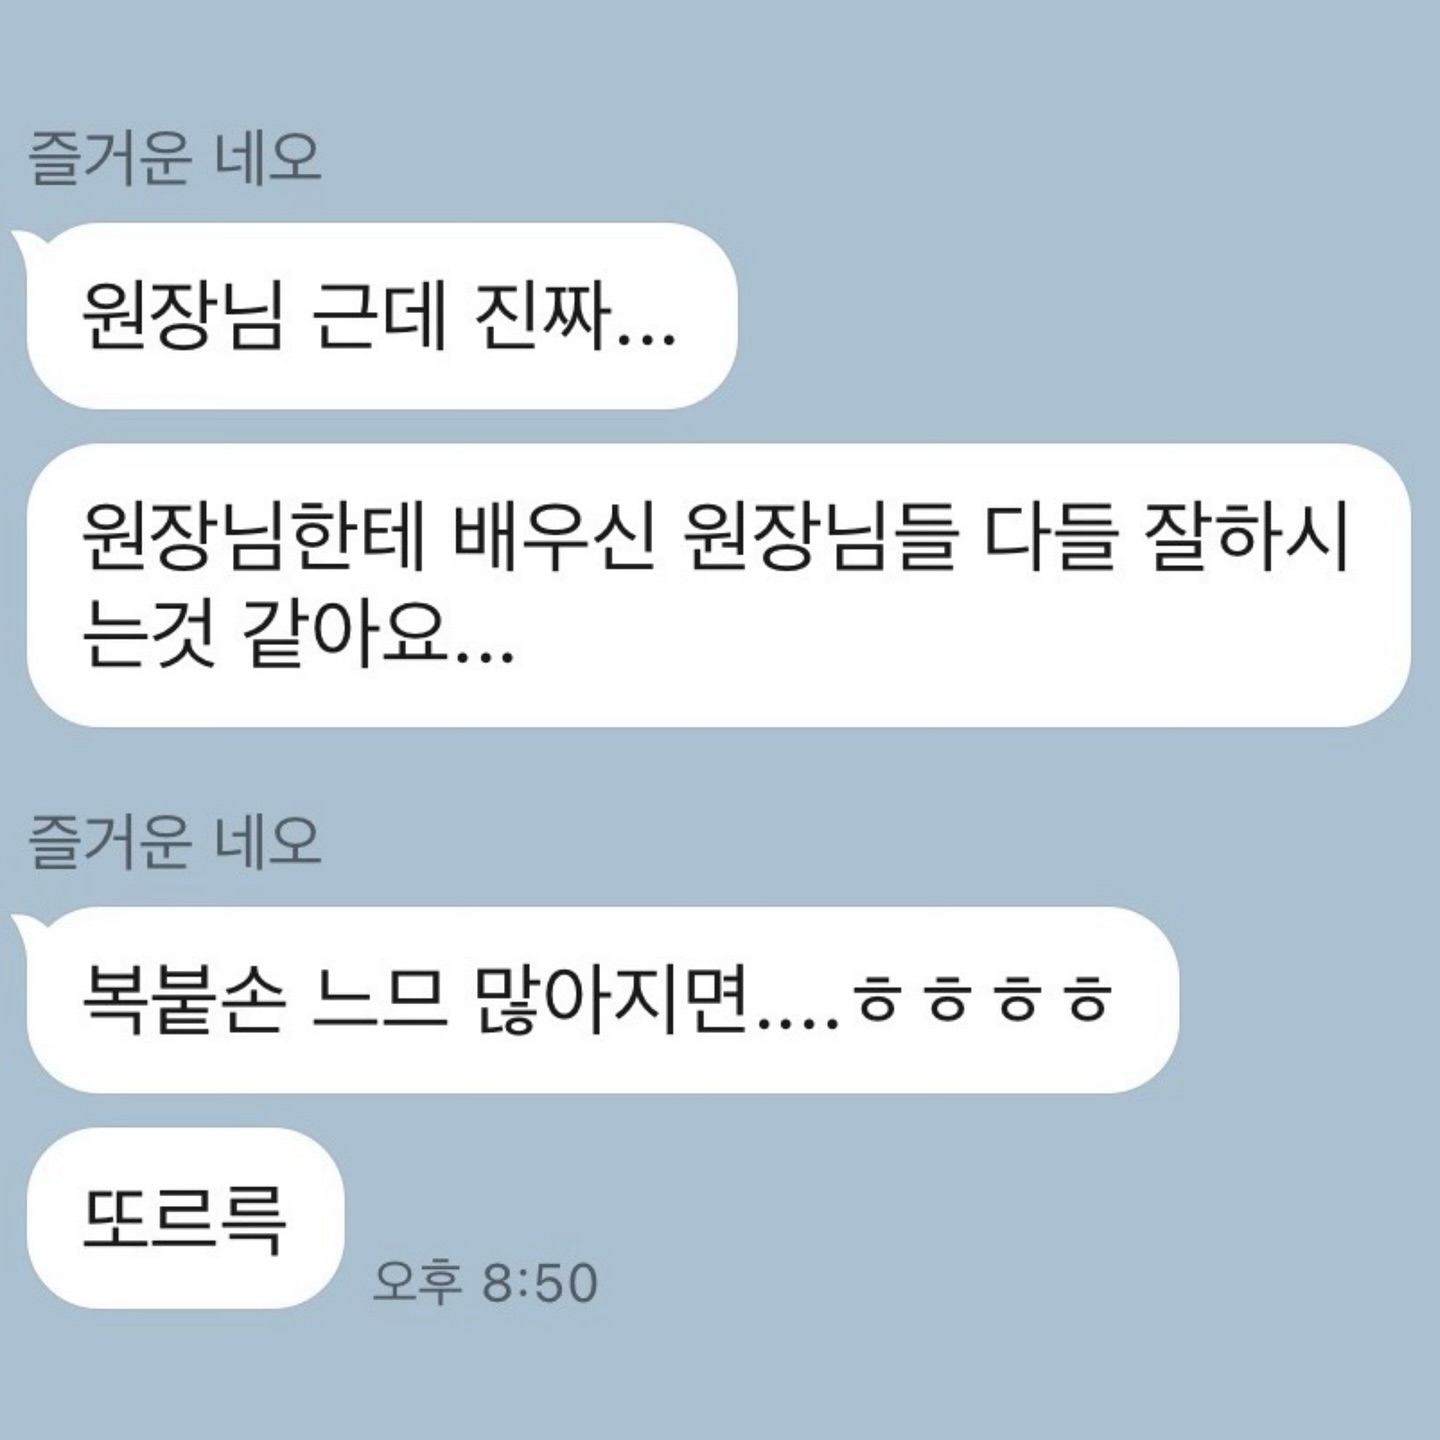 즐거운 네오
원장님 근데 진짜...
원장님한테 배우신 원장님들 다들 잘하시
는것 같아요...
즐거운 네오
복붙손 느므 많아지면....ㅎㅎㅎㅎ
또르륵
오후 8:50